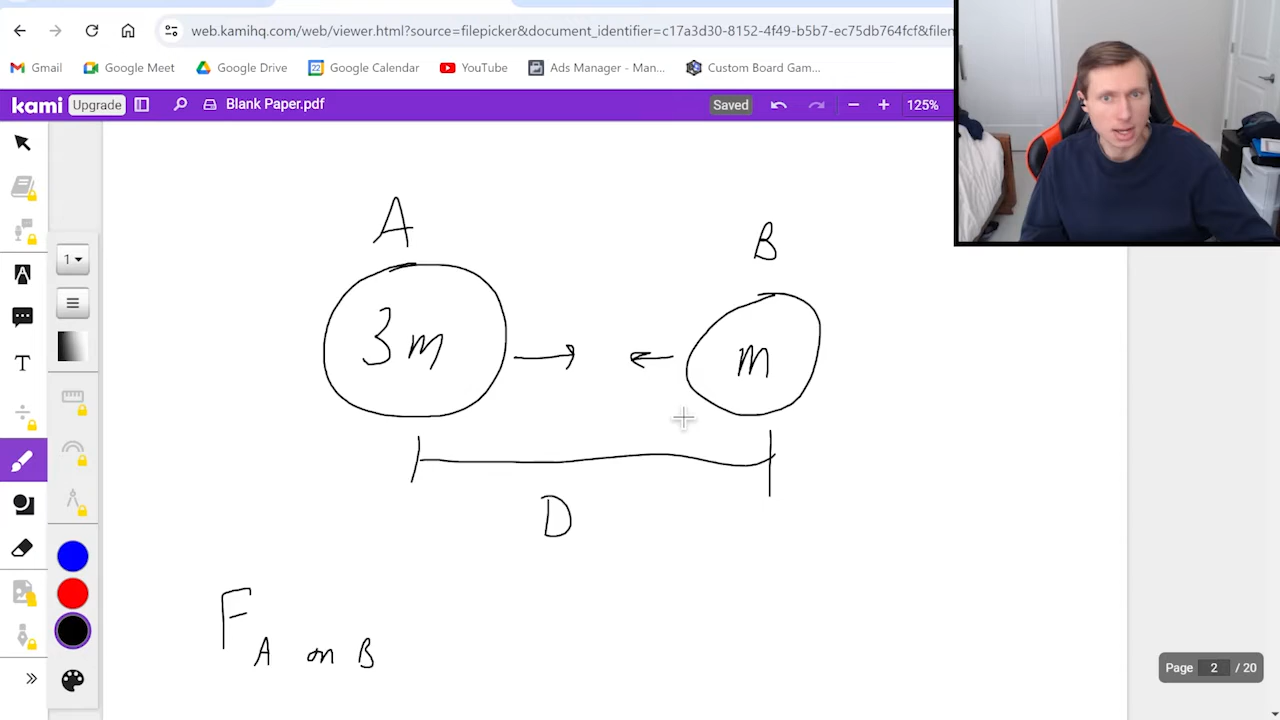 web.kamihq.com/web/viewer.html?source=filepicker&document_identifier=c17a3d30-8152-4f49-b5b7-ec75db764fcf&filen
Gmail Google Meet Google Drive 22 Google Calendar YouTube Ads Manager - Man... Custom Board Gam...
kami Upgrade Blank Paper.pdf Saved 125%
A
B
1
3m
m
T
D
F A on B
Page 2 / 20